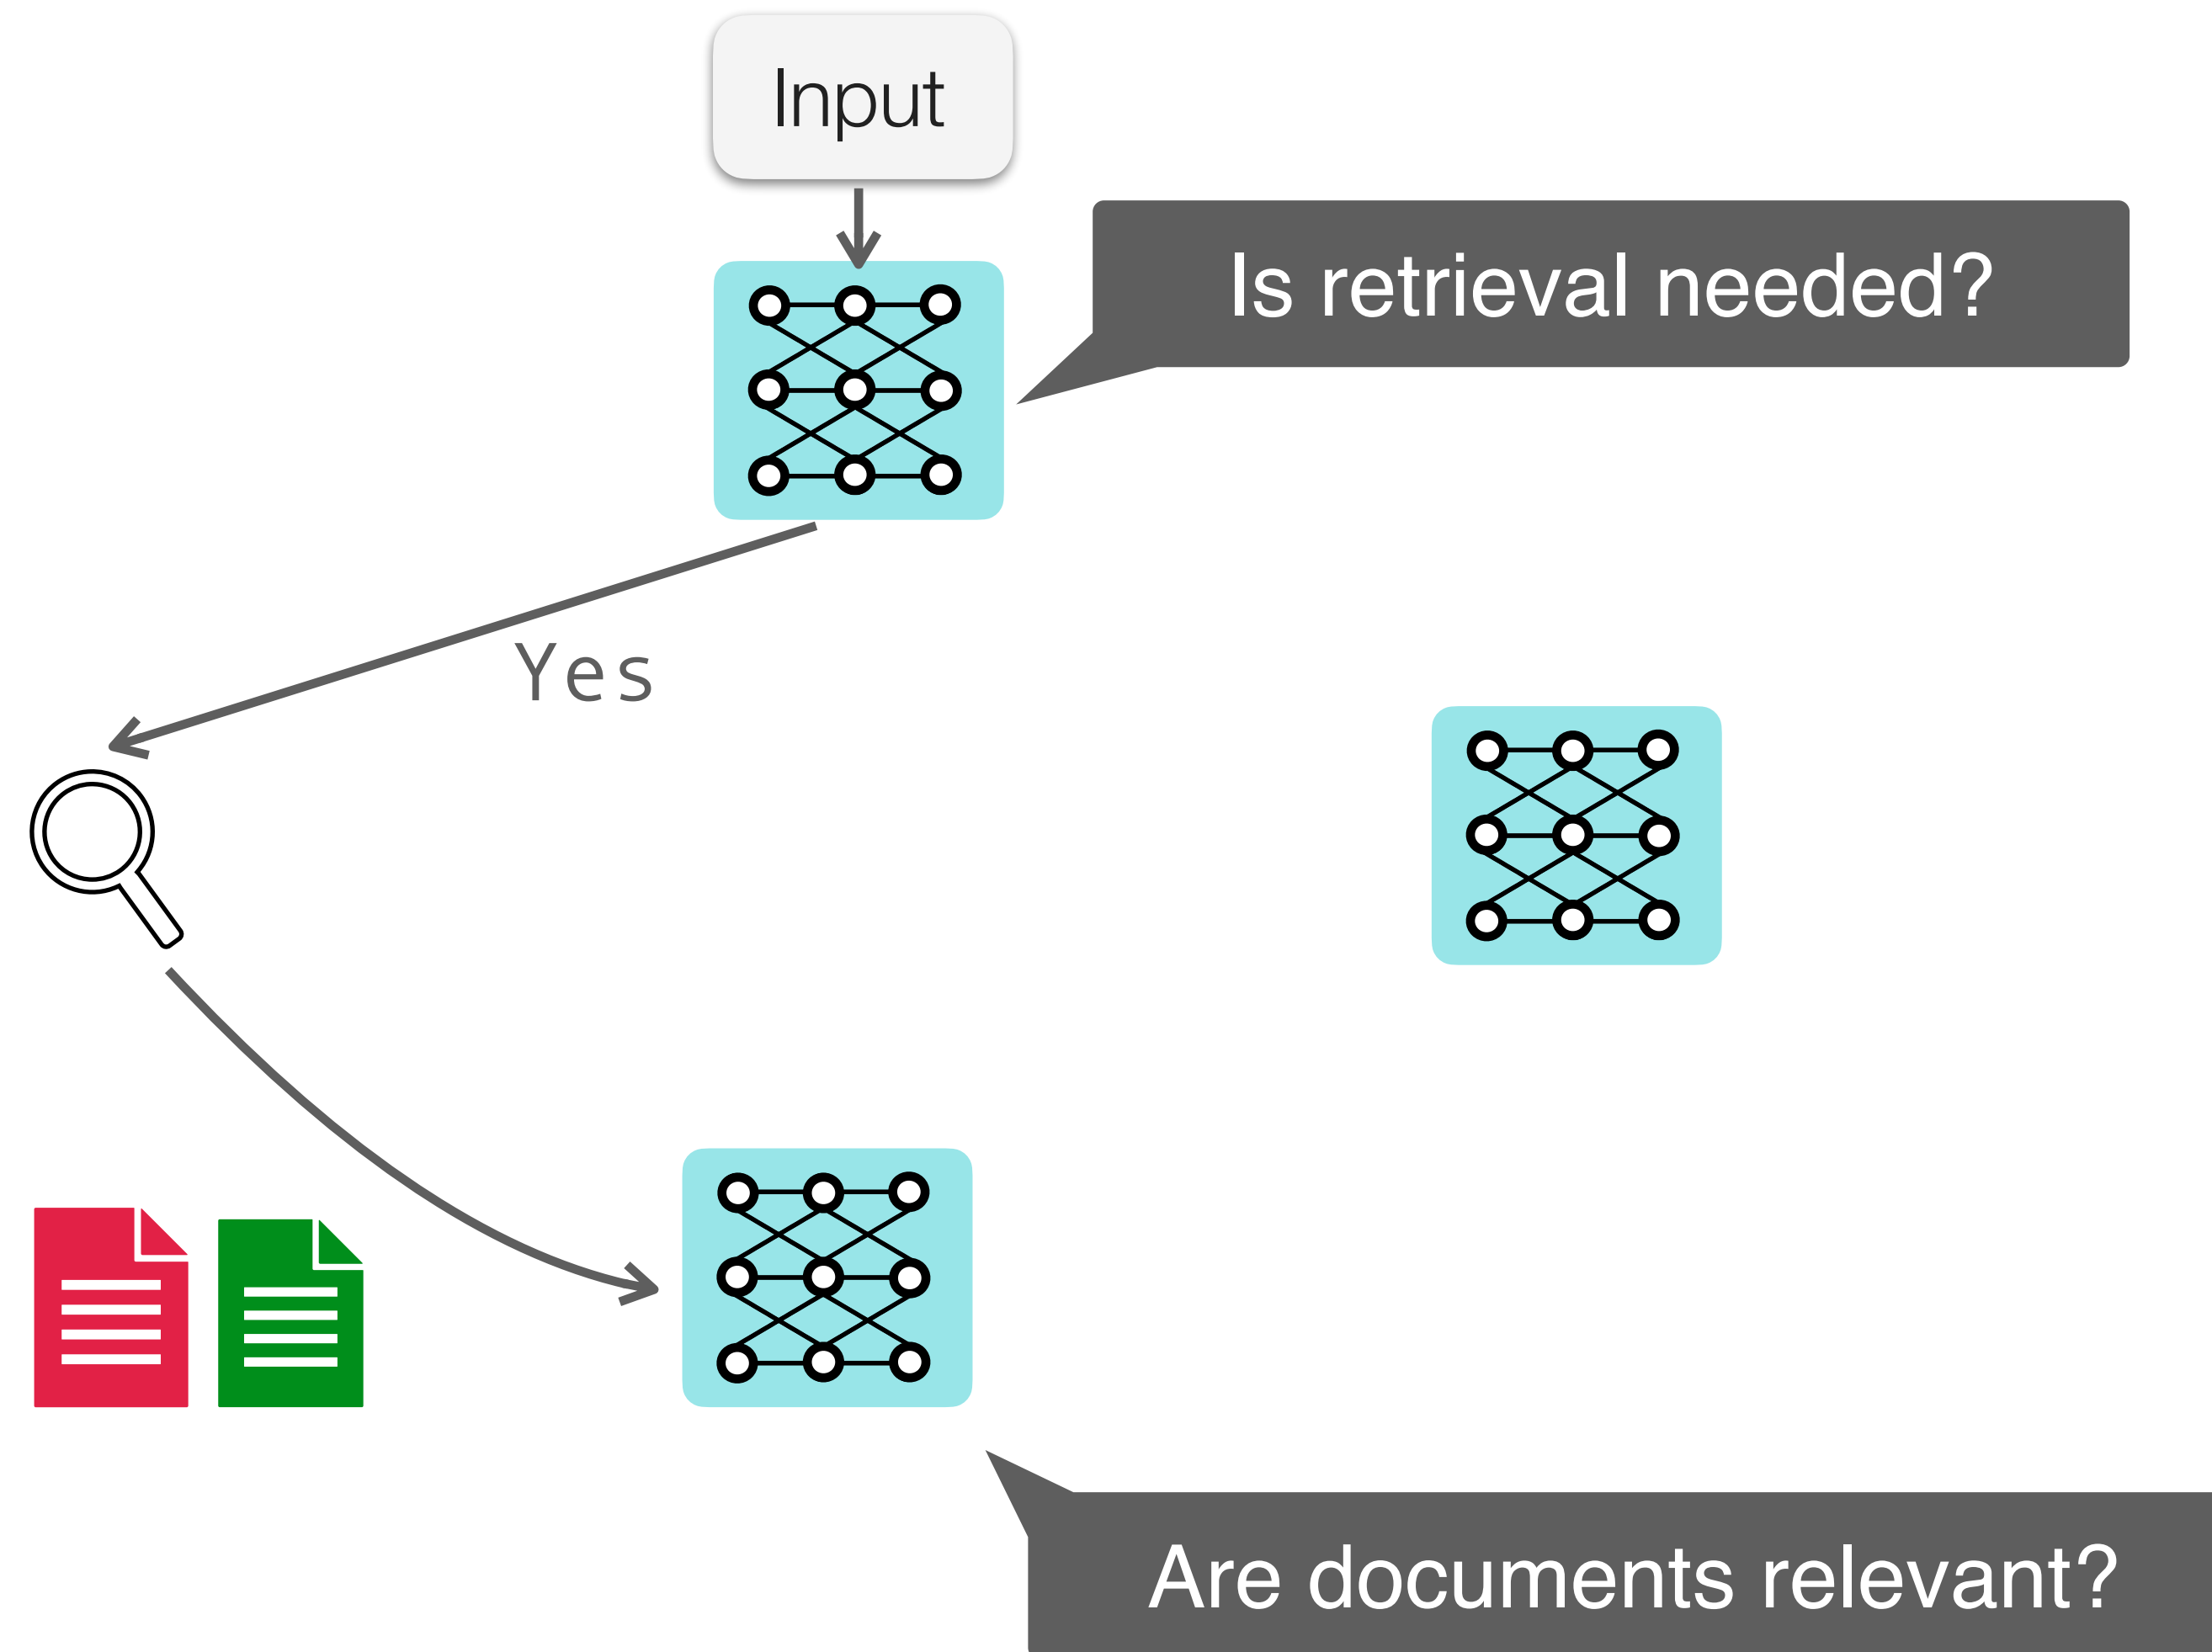 Input
Is retrieval needed?
Yes
Are documents relevant?